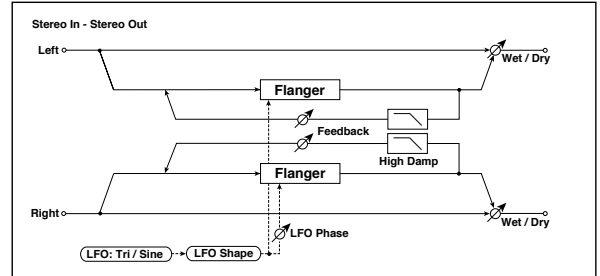 Stereo In - Stereo Out
Left
Wet / Dry
Flanger
Feedback
High Damp
Flanger
Right
Wet / Dry
LFO Phase
LFO: Tri / Sine
LFO Shape